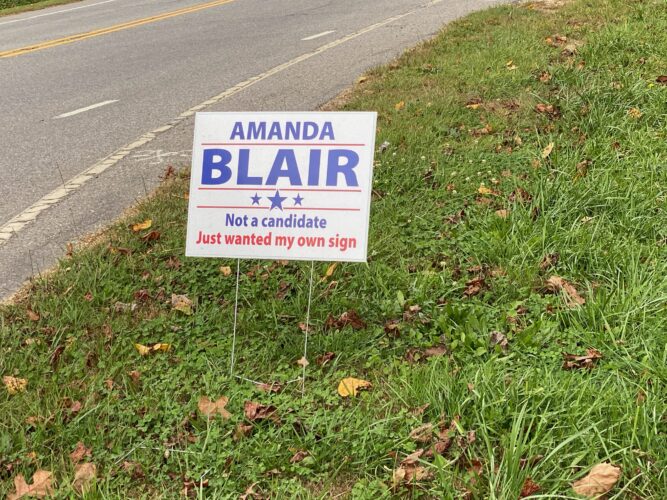 AMANDA
BLAIR
Not a candidate
Just wanted my own sign